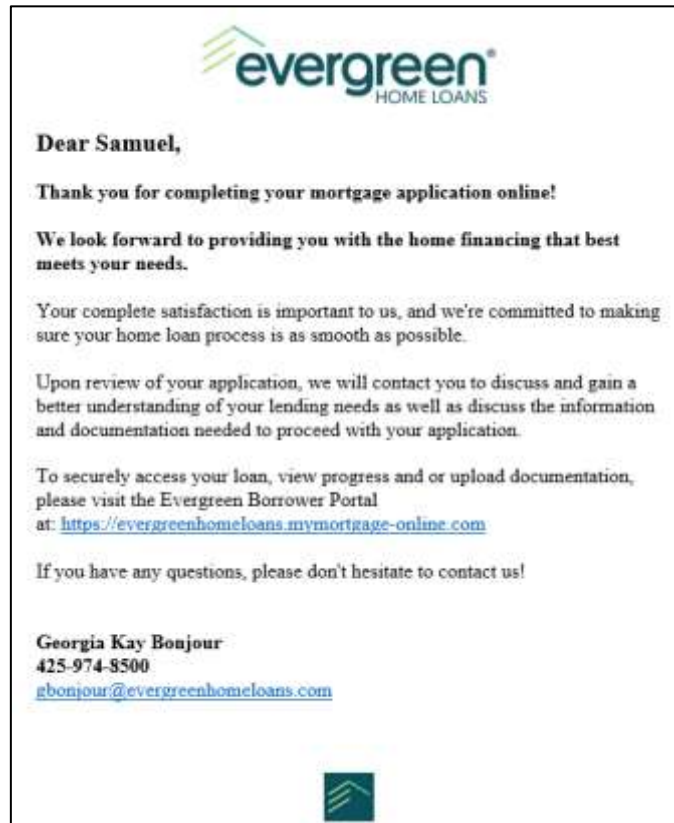 evergreen®
HOME LOANS
Dear Samuel,
Thank you for completing your mortgage application online!
We look forward to providing you with the home financing that best
meets your needs.
Your complete satisfaction is important to us, and we're committed to making
sure your home loan process is as smooth as possible.
Upon review of your application, we will contact you to discuss and gain a
better understanding of your lending needs as well as discuss the information
and documentation needed to proceed with your application.
To securely access your loan, view progress and or upload documentation,
please visit the Evergreen Borrower Portal
at: https://evergreenhomeloans.mymortgage-online.com
If you have any questions, please don't hesitate to contact us!
Georgia Kay Bonjour
425-974-8500
gbonjour@evergreenhomeloans.com